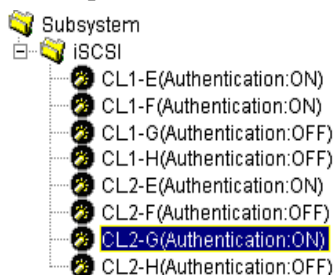 Subsystem
iSCSI
CL1-E(Authentication:ON)
CL1-F(Authentication:ON)
CL1-G(Authentication:OFF)
CL1-H(Authentication:OFF)
CL2-E(Authentication:ON)
CL2-F(Authentication:OFF)
CL2-G(Authentication:ON)
CL2-H(Authentication:OFF)